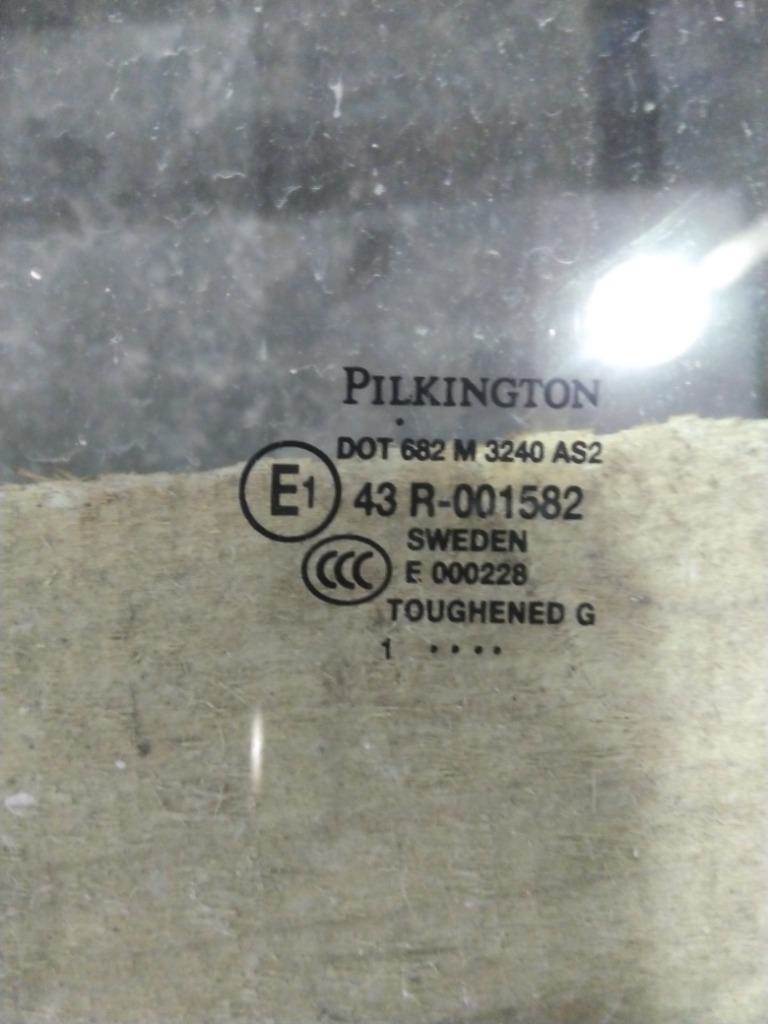 PILKINGTON
DOT 682 M 3240 AS2
E1 43 R-001582
SWEDEN
CCC E 000228
TOUGHENED G
1 ....